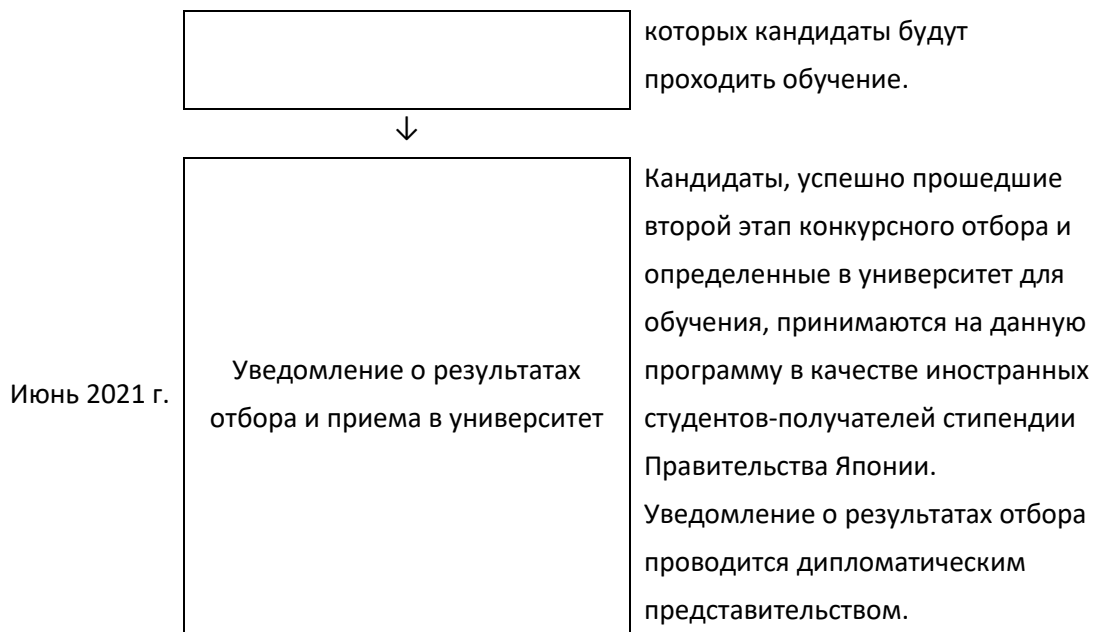 которых кандидаты будут
проходить обучение.
↓
Июнь 2021 г.
Уведомление о результатах
отбора и приема в университет
Кандидаты, успешно прошедшие
второй этап конкурсного отбора и
определенные в университет для
обучения, принимаются на данную
программу в качестве иностранных
студентов-получателей стипендии
Правительства Японии.
Уведомление о результатах отбора
проводится дипломатическим
представительством.